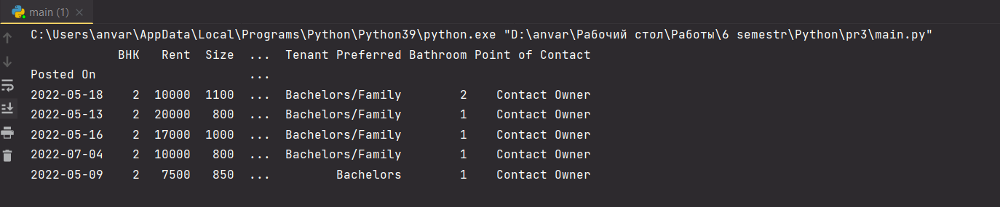 main (1)
C:\Users\anvar\AppData\Local\Programs\Python\Python39\python.exe "D:\anvar\Рабочий стол\Работы\6 semestr\Python\pr3\main.py"
            BHK   Rent  Size  ...  Tenant Preferred Bathroom Point of Contact
Posted On                     ...
2022-05-18    2  10000  1100  ...  Bachelors/Family        2    Contact Owner
2022-05-13    2  20000   800  ...  Bachelors/Family        1    Contact Owner
2022-05-16    2  17000  1000  ...  Bachelors/Family        1    Contact Owner
2022-07-04    2  10000   800  ...  Bachelors/Family        1    Contact Owner
2022-05-09    2   7500   850  ...         Bachelors        1    Contact Owner